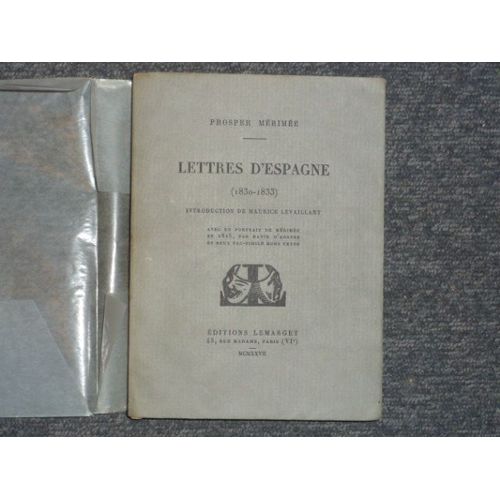 PROSPER MÉRIMÉE
LETTRES D'ESPAGNE
(1830-1833)
INTRODUCTION DE MAURICE LEVAILLANT
AVEC UN PORTRAIT DE MÉRIMÉE
EN 1825, PAR DAVID D'ANGERS
ET DEUX FAC-SIMILÉ HORS TEXTE
ÉDITIONS LEMARGET
43, RUE MADAME, PARIS (VIe)
MCMXXVII